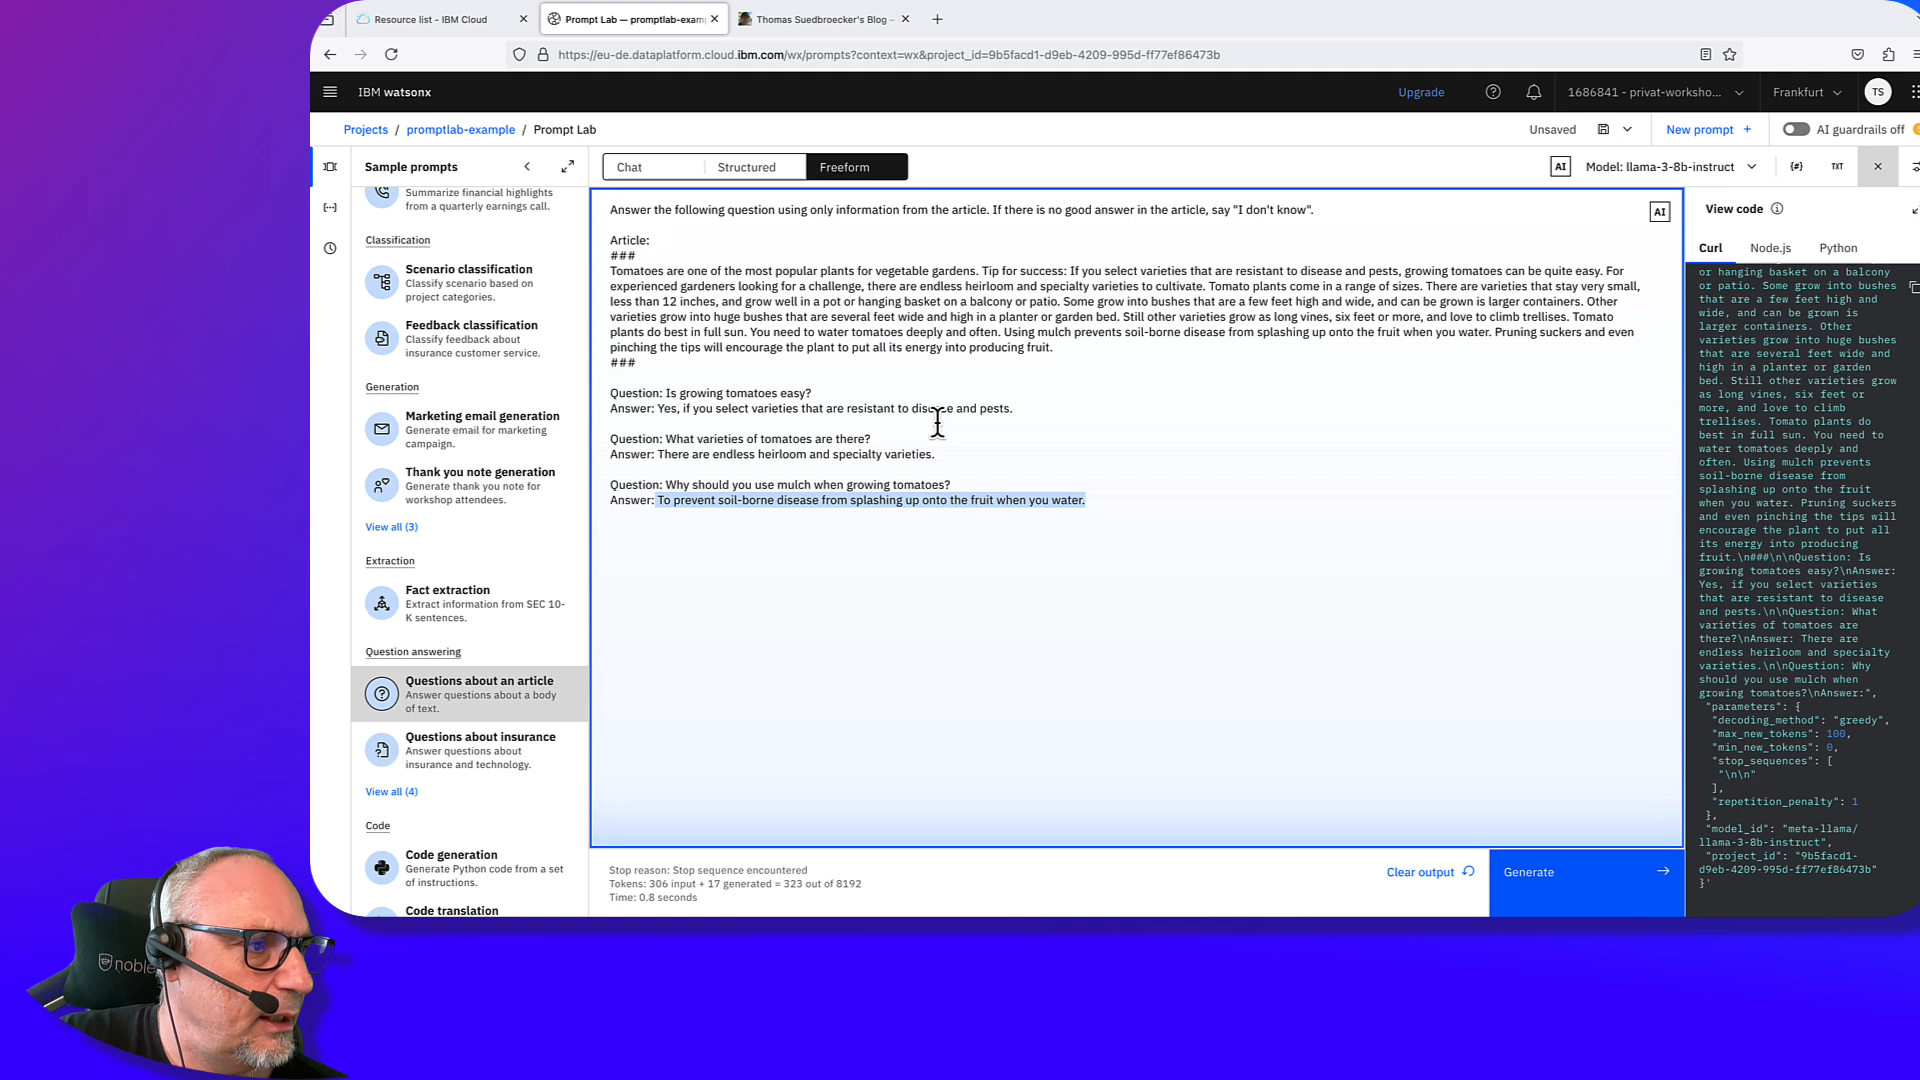 Resource list - IBM Cloud
Prompt Lab — promptlab-examp
Thomas Suedbroecker's Blog –
https://eu-de.dataplatform.cloud.ibm.com/wx/prompts?context=wx&project_id=9b5facd1-d9eb-4209-995d-ff77ef86473b
IBM watsonx
Upgrade
1686841 - privat-worksho...
Frankfurt
TS
Projects / promptlab-example / Prompt Lab
Unsaved
New prompt +
AI guardrails off
Sample prompts
Chat
Structured
Freeform
AI
Model: llama-3-8b-instruct
{#}
TXT
Summarize financial highlights
from a quarterly earnings call.
Classification
Scenario classification
Classify scenario based on
project categories.
Feedback classification
Classify feedback about
insurance customer service.
Generation
Marketing email generation
Generate email for marketing
campaign.
Thank you note generation
Generate thank you note for
workshop attendees.
View all (3)
Extraction
Fact extraction
Extract information from SEC 10-
K sentences.
Question answering
Questions about an article
Answer questions about a body
of text.
Questions about insurance
Answer questions about
insurance and technology.
View all (4)
Code
Code generation
Generate Python code from a set
of instructions.
Code translation
Answer the following question using only information from the article. If there is no good answer in the article, say "I don't know".
AI
Article:
###
Tomatoes are one of the most popular plants for vegetable gardens. Tip for success: If you select varieties that are resistant to disease and pests, growing tomatoes can be quite easy. For
experienced gardeners looking for a challenge, there are endless heirloom and specialty varieties to cultivate. Tomato plants come in a range of sizes. There are varieties that stay very small,
less than 12 inches, and grow well in a pot or hanging basket on a balcony or patio. Some grow into bushes that are a few feet high and wide, and can be grown is larger containers. Other
varieties grow into huge bushes that are several feet wide and high in a planter or garden bed. Still other varieties grow as long vines, six feet or more, and love to climb trellises. Tomato
plants do best in full sun. You need to water tomatoes deeply and often. Using mulch prevents soil-borne disease from splashing up onto the fruit when you water. Pruning suckers and even
pinching the tips will encourage the plant to put all its energy into producing fruit.
###
Question: Is growing tomatoes easy?
Answer: Yes, if you select varieties that are resistant to disease and pests.
Question: What varieties of tomatoes are there?
Answer: There are endless heirloom and specialty varieties.
Question: Why should you use mulch when growing tomatoes?
Answer: To prevent soil-borne disease from splashing up onto the fruit when you water.
Stop reason: Stop sequence encountered
Tokens: 306 input + 17 generated = 323 out of 8192
Time: 0.8 seconds
Clear output
Generate
View code
Curl
Node.js
Python
or hanging basket on a balcony
or patio. Some grow into bushes
that are a few feet high and
wide, and can be grown is
larger containers. Other
varieties grow into huge bushes
that are several feet wide and
high in a planter or garden
bed. Still other varieties grow
as long vines, six feet or
more, and love to climb
trellises. Tomato plants do
best in full sun. You need to
water tomatoes deeply and
often. Using mulch prevents
soil-borne disease from
splashing up onto the fruit
when you water. Pruning suckers
and even pinching the tips will
encourage the plant to put all
its energy into producing
fruit.\n###\n\nQuestion: Is
growing tomatoes easy?\nAnswer:
Yes, if you select varieties
that are resistant to disease
and pests.\n\nQuestion: What
varieties of tomatoes are
there?\nAnswer: There are
endless heirloom and specialty
varieties.\n\nQuestion: Why
should you use mulch when
growing tomatoes?\nAnswer:",
"parameters": {
"decoding_method": "greedy",
"max_new_tokens": 100,
"min_new_tokens": 0,
"stop_sequences": [
"\n\n"
],
"repetition_penalty": 1
},
"model_id": "meta-llama/
llama-3-8b-instruct",
"project_id": "9b5facd1-
d9eb-4209-995d-ff77ef86473b"
}'
noble